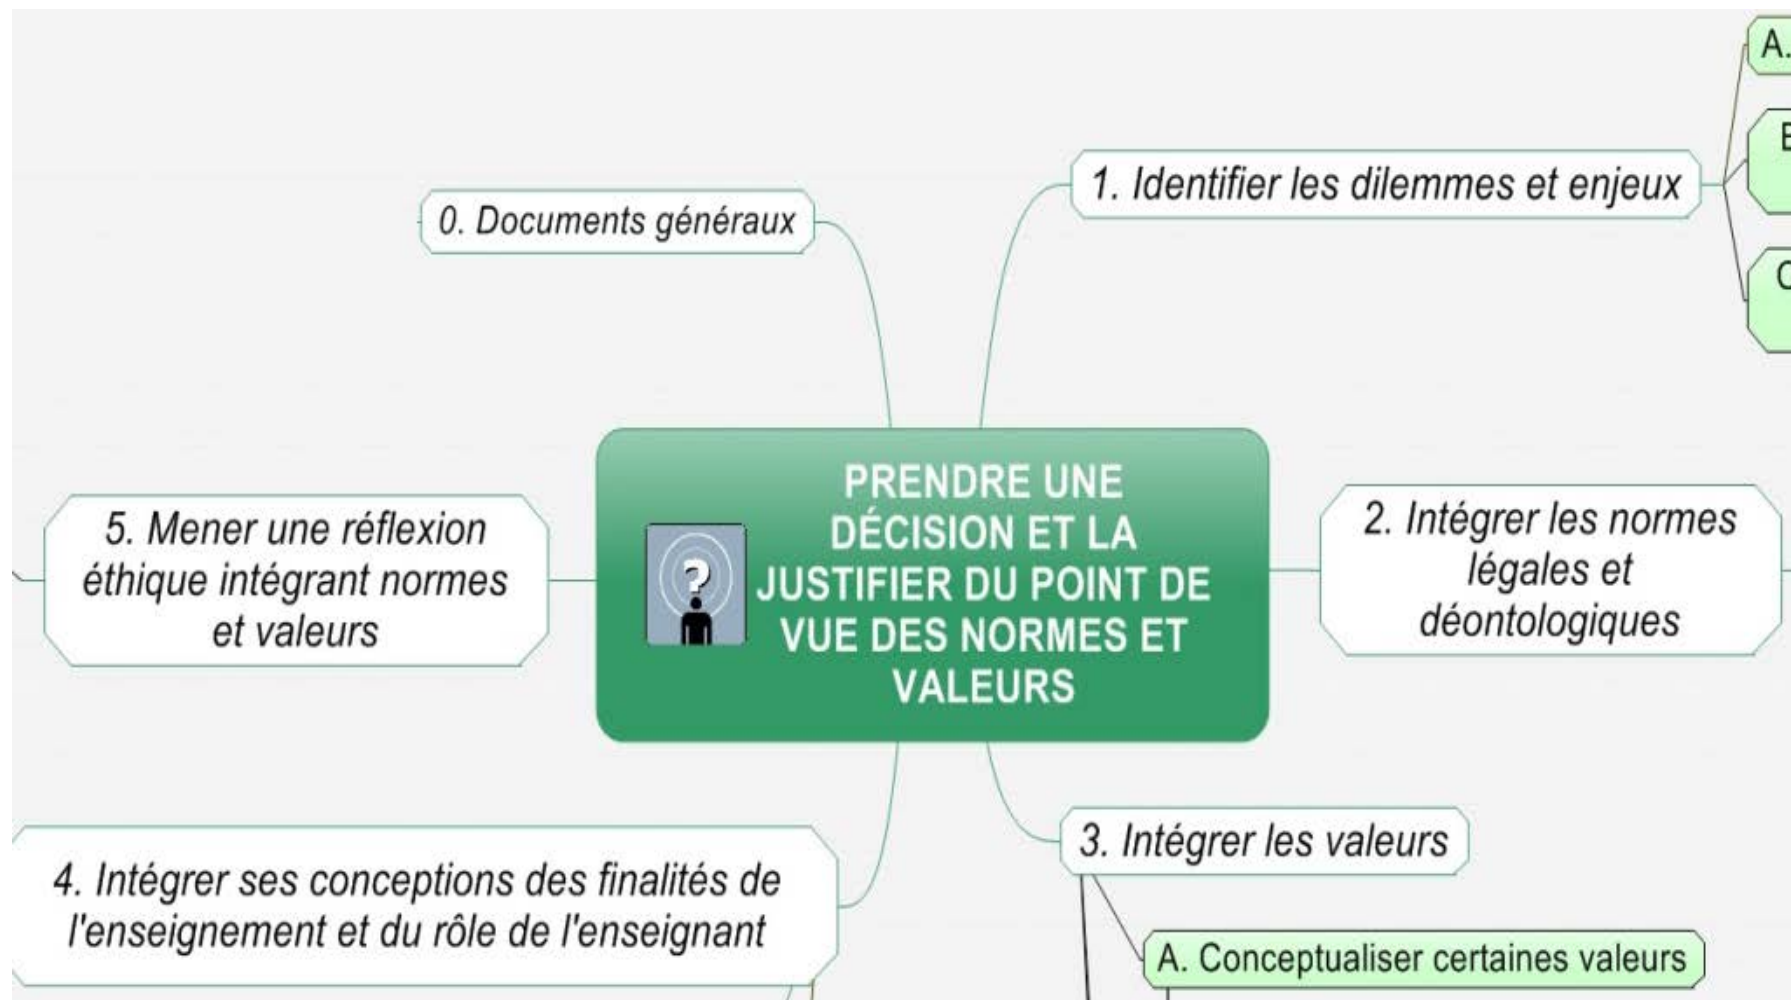 A.
1. Identifier les dilemmes et enjeux
0. Documents généraux
C
PRENDRE UNE
DÉCISION ET LA
JUSTIFIER DU POINT DE
VUE DES NORMES ET
VALEURS
?
2. Intégrer les normes
légales et
déontologiques
5. Mener une réflexion
éthique intégrant normes
et valeurs
3. Intégrer les valeurs
4. Intégrer ses conceptions des finalités de
l'enseignement et du rôle de l'enseignant
A. Conceptualiser certaines valeurs